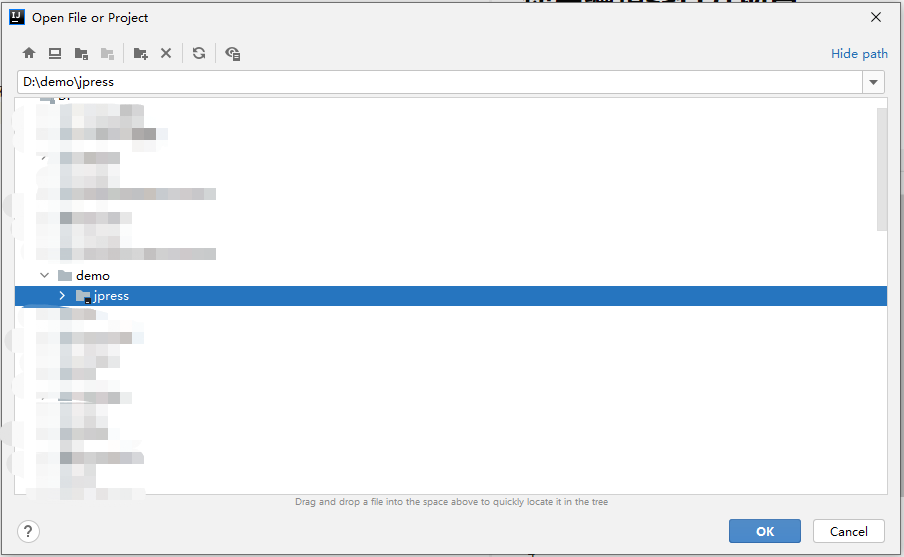 IJ Open File or Project
Hide path
D:\demo\jpress
demo
jpress
Drag and drop a file into the space above to quickly locate it in the tree
?
OK
Cancel